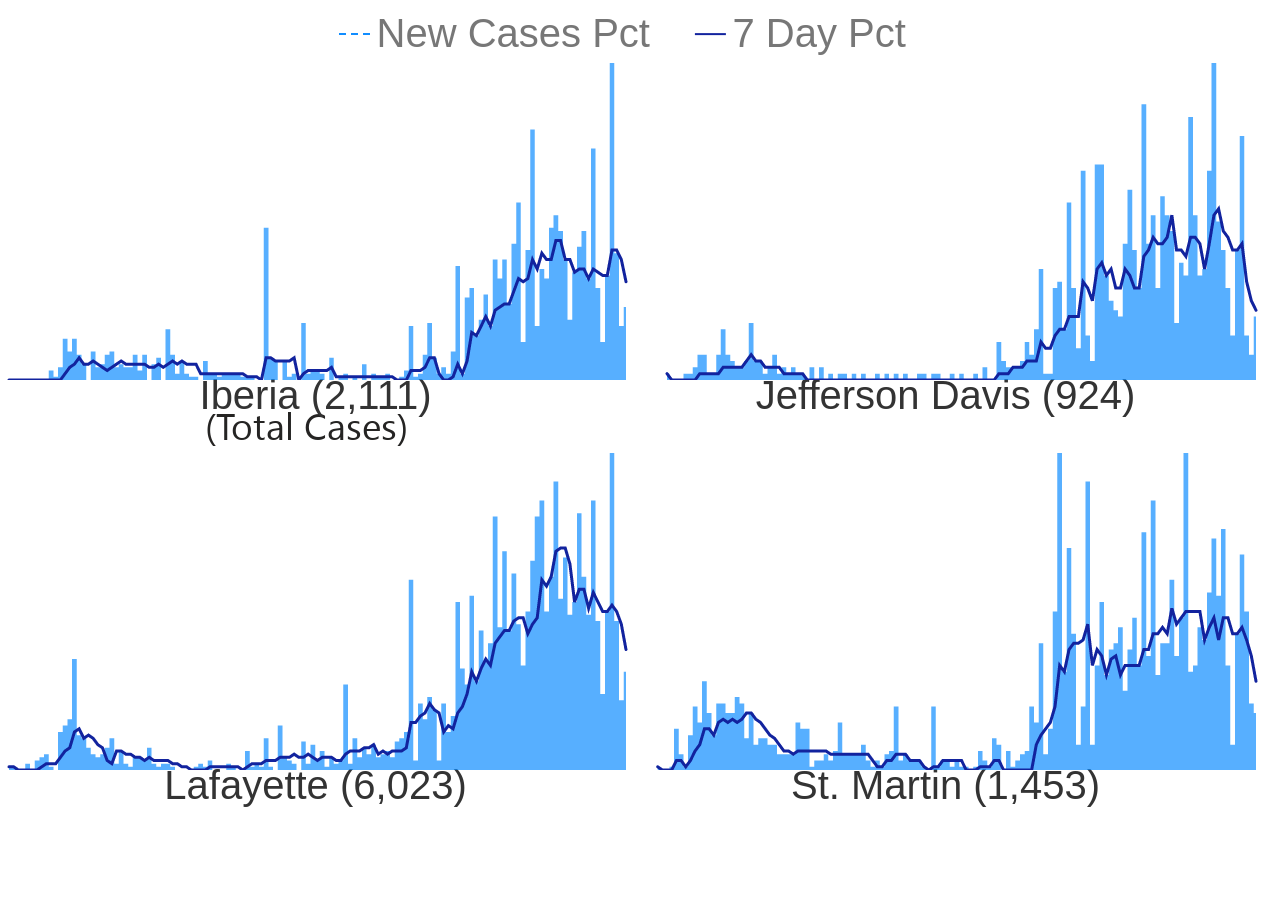 New Cases Pct 7 Day Pct
Iberia (2,111) Jefferson Davis (924)
(Total Cases)
Lafayette (6,023) St. Martin (1,453)